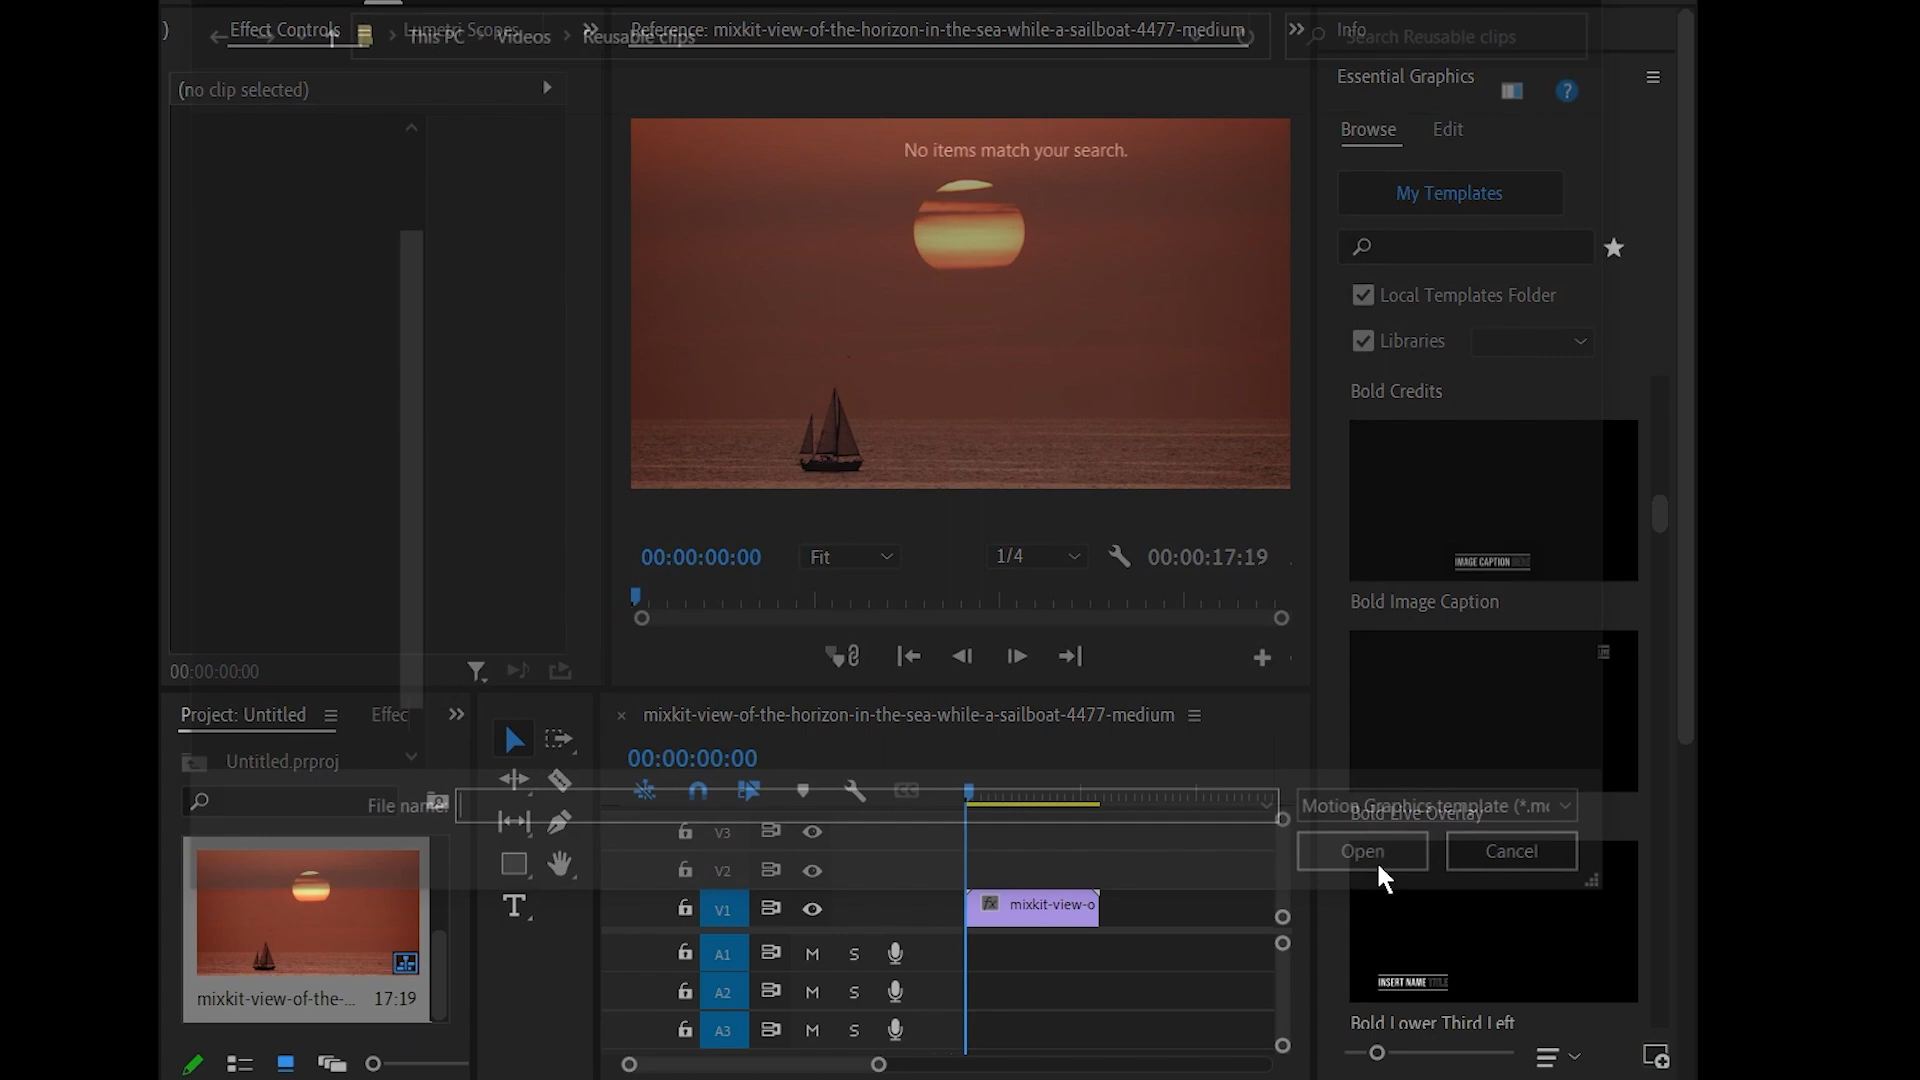 Effect Controls
Lumetri Scopes
This PC
Videos
Reusable clips
Reference: mixkit-view-of-the-horizon-in-the-sea-while-a-sailboat-4477-medium
Info
Search Reusable clips
(no clip selected)
Essential Graphics
?
Browse
Edit
My Templates
Local Templates Folder
Libraries
No items match your search.
Bold Credits
IMAGE CAPTION
Bold Image Caption
LIVE
Bold Live Overlay
INSERT NAME TITLE
Bold Lower Third Left
00:00:00:00
Fit
1/4
00:00:17:19
00:00:00:00
Project: Untitled
Effec
Untitled.prproj
File name:
Motion Graphics template (*.mo
Open
Cancel
mixkit-view-of-the-...
17:19
× mixkit-view-of-the-horizon-in-the-sea-while-a-sailboat-4477-medium
00:00:00:00
CC
V3
V2
V1
fx mixkit-view-o
A1 M S
A2 M S
A3 M S
T